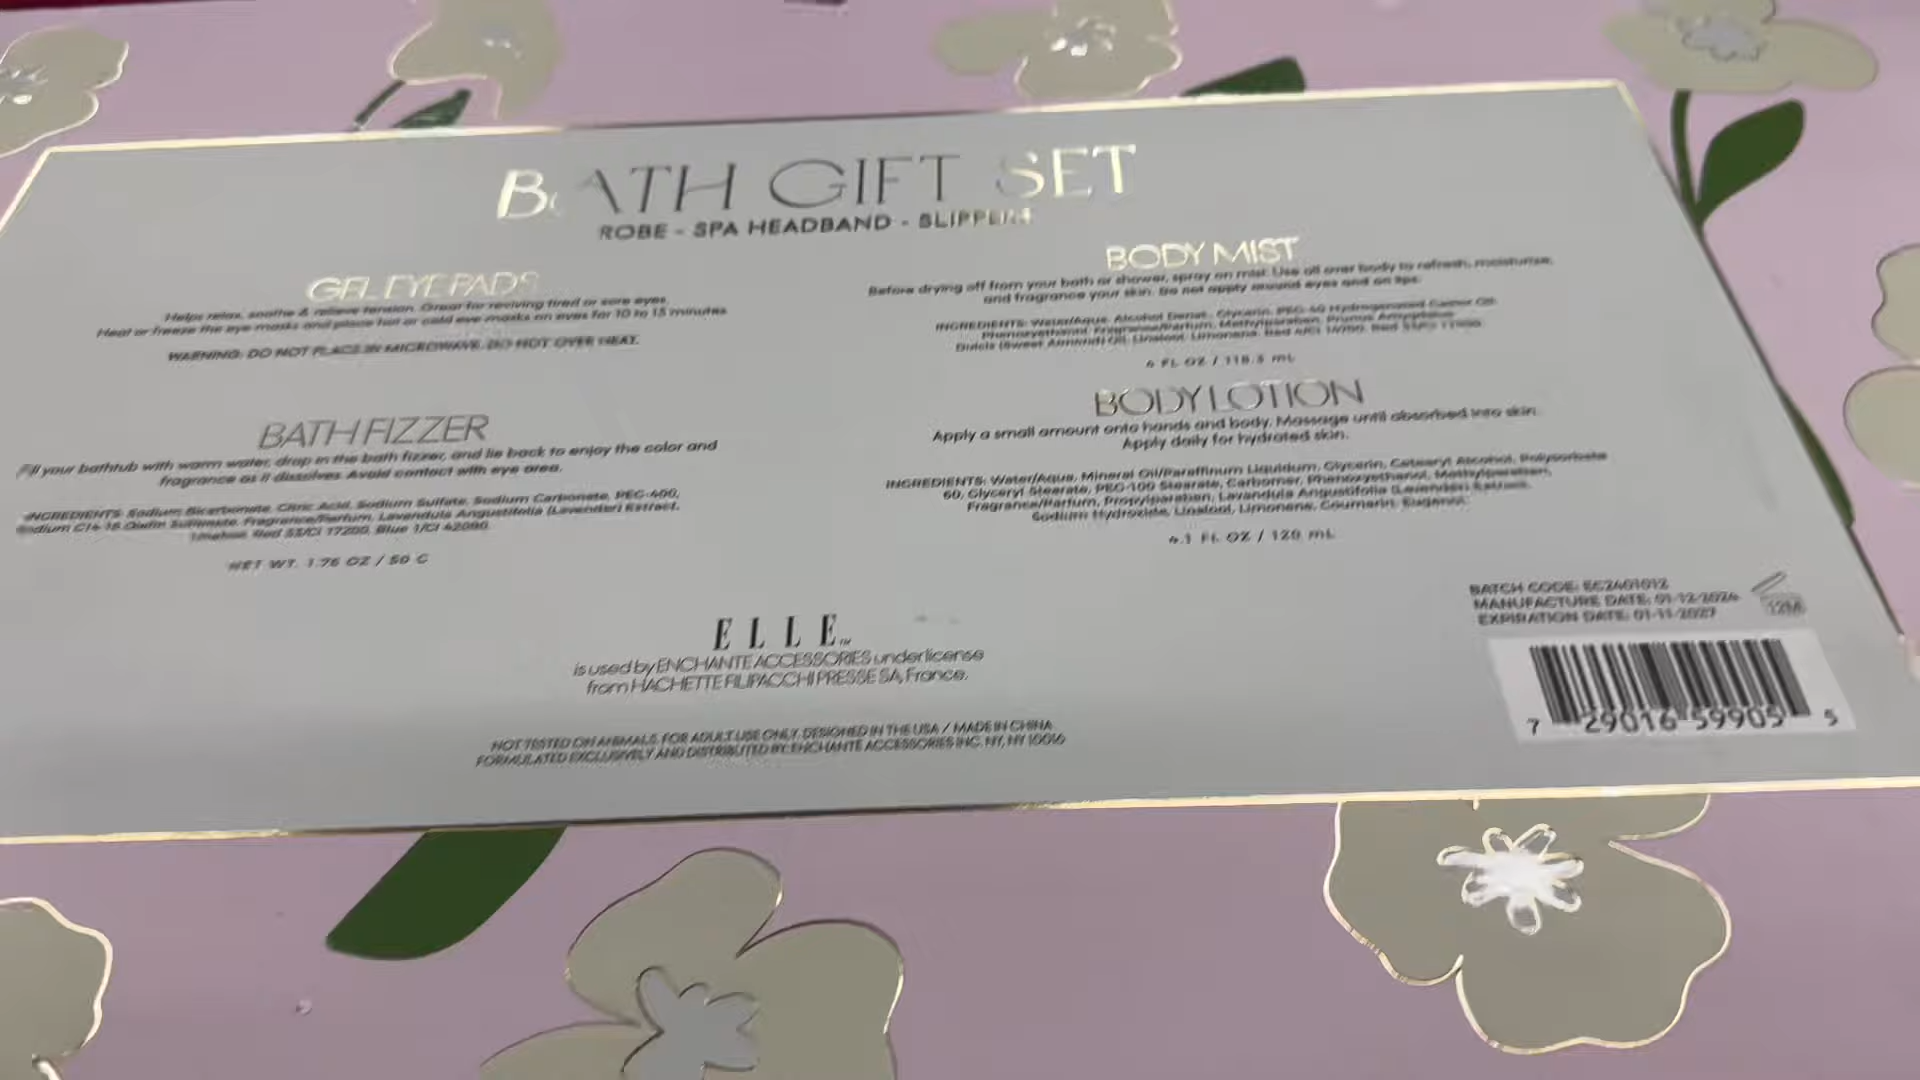 BATH GIFT SET
ROBE - SPA HEADBAND - SLIPPERS
GEL EYE PADS
Helps relax, soothe & relieve tension. Great for reviving tired or sore eyes.
Heat or freeze the eye masks and place hot or cold eye masks on eyes for 10 to 15 minutes
WARNING: DO NOT PLACE IN MICROWAVE. DO NOT OVER HEAT.
BATH FIZZER
Fill your bathtub with warm water, drop in the bath fizzer, and lie back to enjoy the color and
fragrance as it dissolves. Avoid contact with eye area.
INGREDIENTS: Sodium Bicarbonate, Citric Acid, Sodium Sulfate, Sodium Carbonate, PEG-400,
Sodium C14-16 Olefin Sulfonate, Fragrance/Parfum, Lavandula Angustifolia (Lavender) Extract,
Linalool, Red 33/CI 17200, Blue 1/CI 42090.
NET WT. 1.76 OZ / 50 G
BODY MIST
Before drying off from your bath or shower, spray on mist. Use all over body to refresh, moisturise,
and fragrance your skin. Do not apply around eyes and on lips.
INGREDIENTS: Water/Aqua, Alcohol Denat., Glycerin, PEG-40 Hydrogenated Castor Oil,
Phenoxyethanol, Fragrance/Parfum, Methylparaben, Prunus Amygdalus
Dulcis (Sweet Almond) Oil, Linalool, Limonene, Red
4 FL OZ / 118.3 mL
BODY LOTION
Apply a small amount onto hands and body. Massage until absorbed into skin.
Apply daily for hydrated skin.
INGREDIENTS: Water/Aqua, Mineral Oil/Paraffinum Liquidum, Glycerin, Cetearyl Alcohol, Polysorbate
60, Glyceryl Stearate, PEG-100 Stearate, Carbomer, Phenoxyethanol, Methylparaben,
Fragrance/Parfum, Propylparaben, Lavandula Angustifolia (Lavender) Extract,
Sodium Hydroxide, Linalool, Limonene, Coumarin, Eugenol.
4.1 FL OZ / 120 mL
ELLE™
is used by ENCHANTE ACCESSORIES under license
from HACHETTE FILIPACCHI PRESSE SA, France.
NOT TESTED ON ANIMALS. FOR ADULT USE ONLY. DESIGNED IN THE USA / MADE IN CHINA
FORMULATED EXCLUSIVELY AND DISTRIBUTED BY: ENCHANTE ACCESSORIES INC. NY, NY 10016
BATCH CODE: EC2401012
MANUFACTURE DATE: 01-12-2024
EXPIRATION DATE: 01-11-2027
12M
7 29016 59905 5